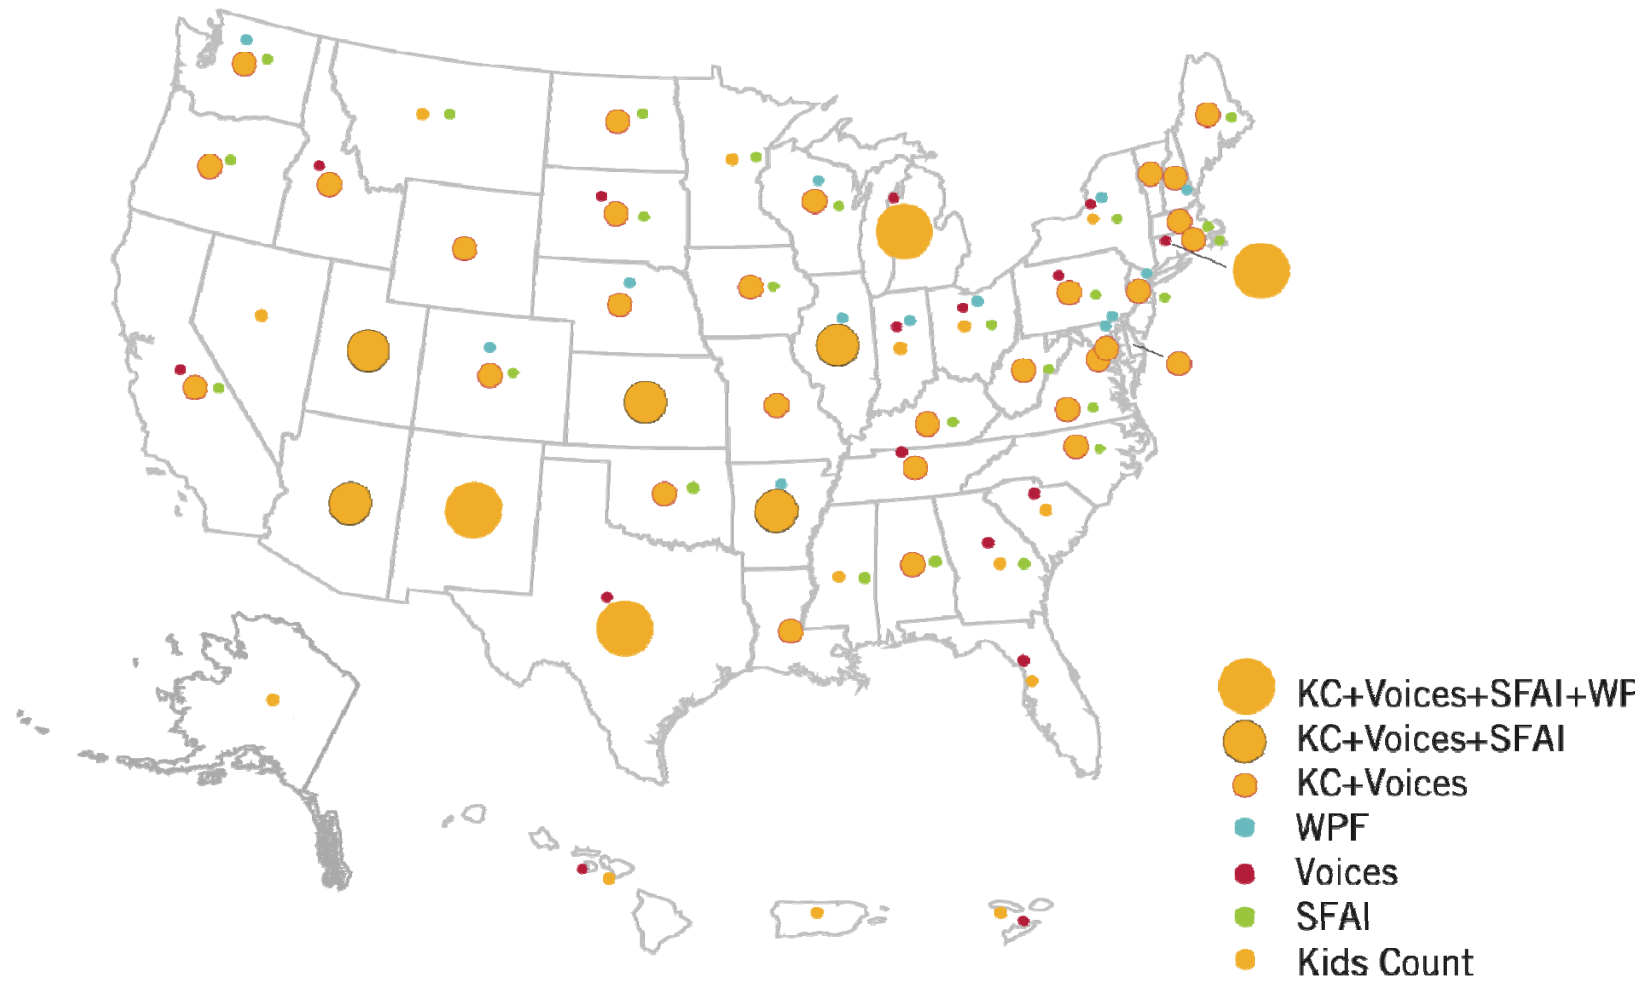 KC+Voices+SFAI+WP
KC+Voices+SFAI
KC+Voices
WPF
Voices
SFAI
Kids Count